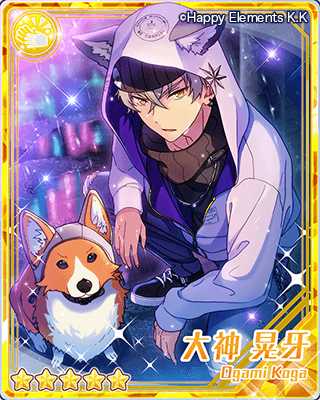 ©Happy Elements K.K
大神 晃牙
Ogami Koga